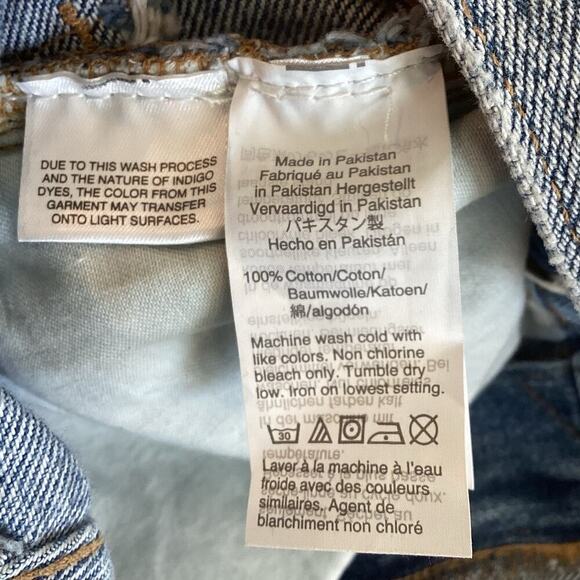 DUE TO THIS WASH PROCESS
AND THE NATURE OF INDIGO
DYES, THE COLOR FROM THIS
GARMENT MAY TRANSFER
ONTO LIGHT SURFACES.
Made in Pakistan
Fabriqué au Pakistan
in Pakistan Hergestellt
Vervaardigd in Pakistan
パキスタン製
Hecho en Pakistán
100% Cotton/Coton/
Baumwolle/Katoen/
綿/algodón
Machine wash cold with
like colors. Non chlorine
bleach only. Tumble dry
low. Iron on lowest setting.
30
Laver à la machine à l'eau
froide avec des couleurs
similaires. Agent de
blanchiment non chloré